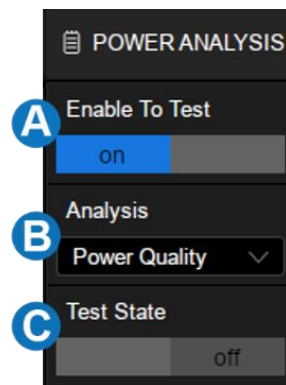 POWER ANALYSIS
A
Enable To Test
on
B
Analysis
Power Quality
C
Test State
off